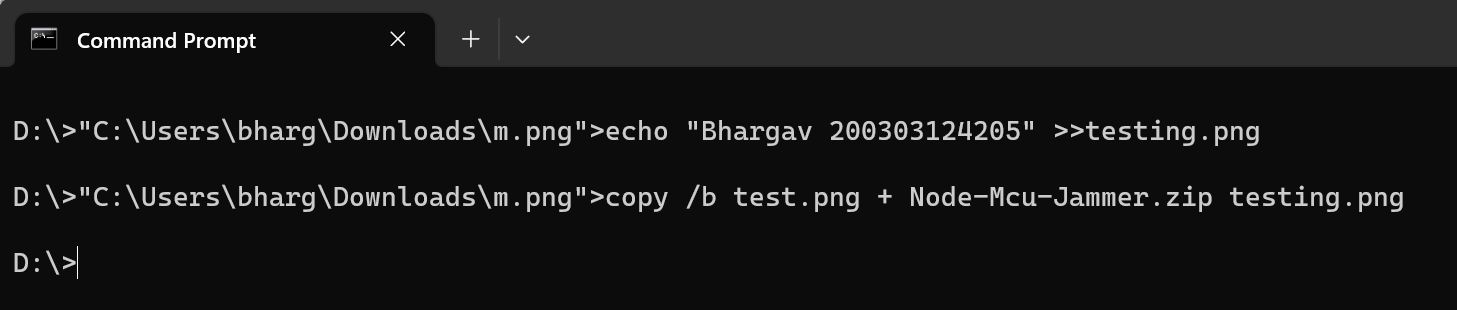 Command Prompt
D:\>"C:\Users\bharg\Downloads\m.png">echo "Bhargav 200303124205" >>testing.png
D:\>"C:\Users\bharg\Downloads\m.png">copy /b test.png + Node-Mcu-Jammer.zip testing.png
D:\>